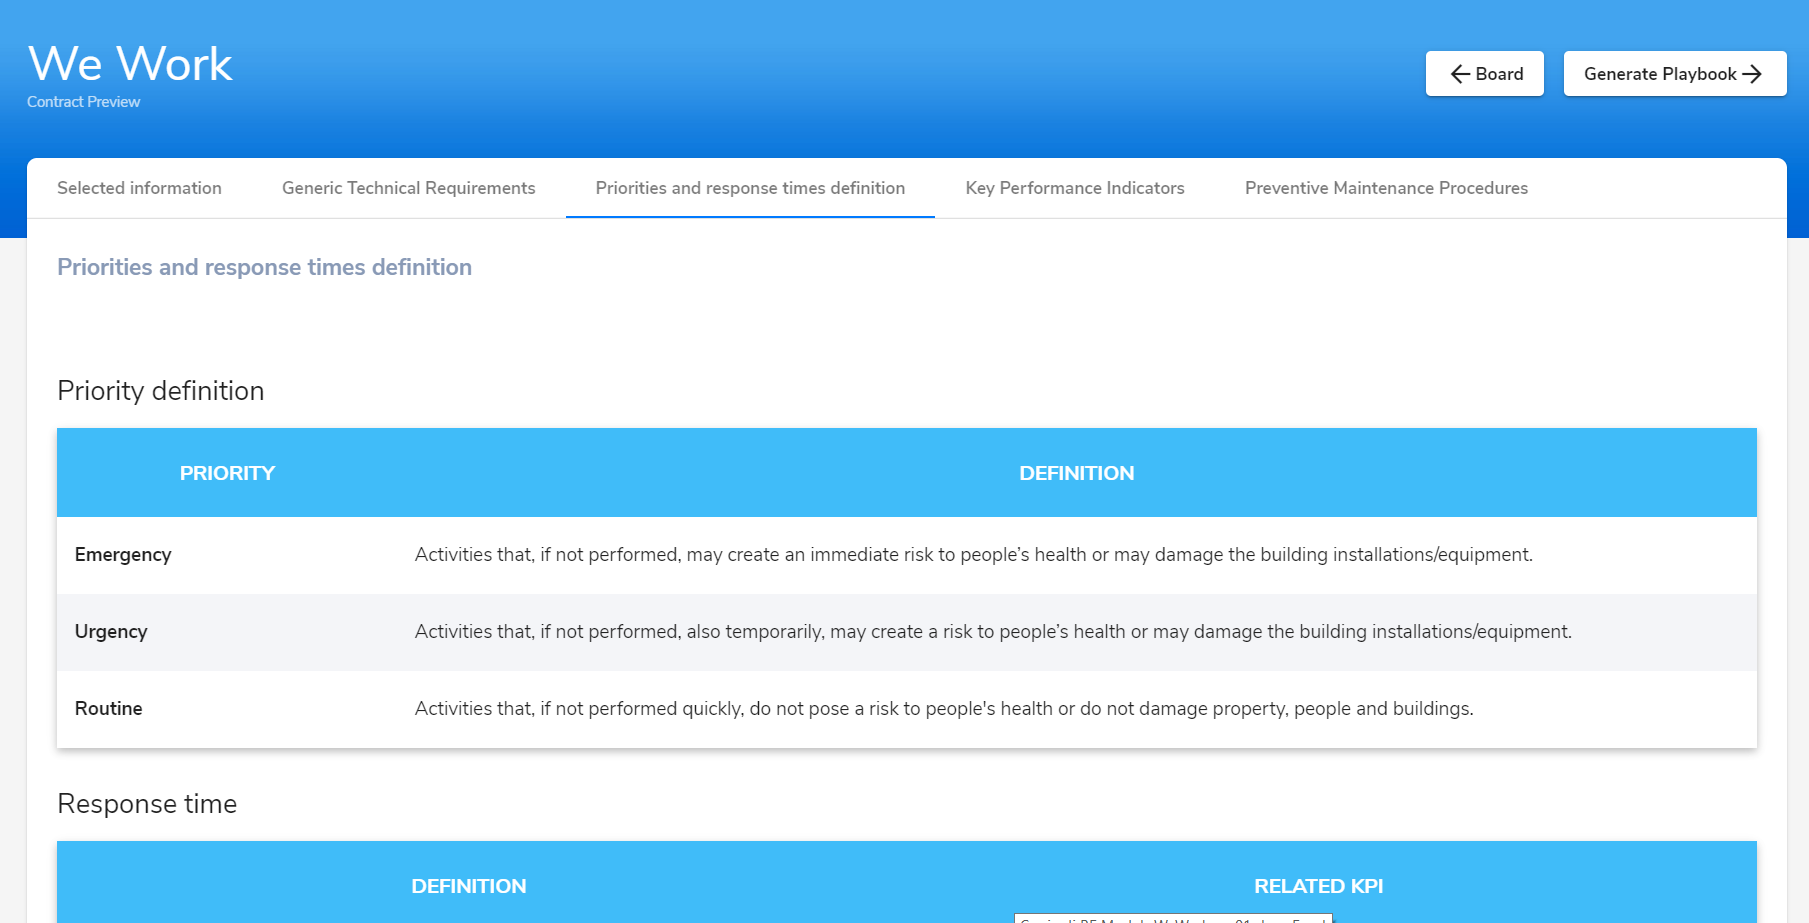 We Work
Contract Preview
Board
Generate Playbook
Selected information
Generic Technical Requirements
Priorities and response times definition
Key Performance Indicators
Preventive Maintenance Procedures
Priorities and response times definition
Priority definition
PRIORITY
DEFINITION
Emergency
Activities that, if not performed, may create an immediate risk to people’s health or may damage the building installations/equipment.
Urgency
Activities that, if not performed, also temporarily, may create a risk to people’s health or may damage the building installations/equipment.
Routine
Activities that, if not performed quickly, do not pose a risk to people's health or do not damage property, people and buildings.
Response time
DEFINITION
RELATED KPI